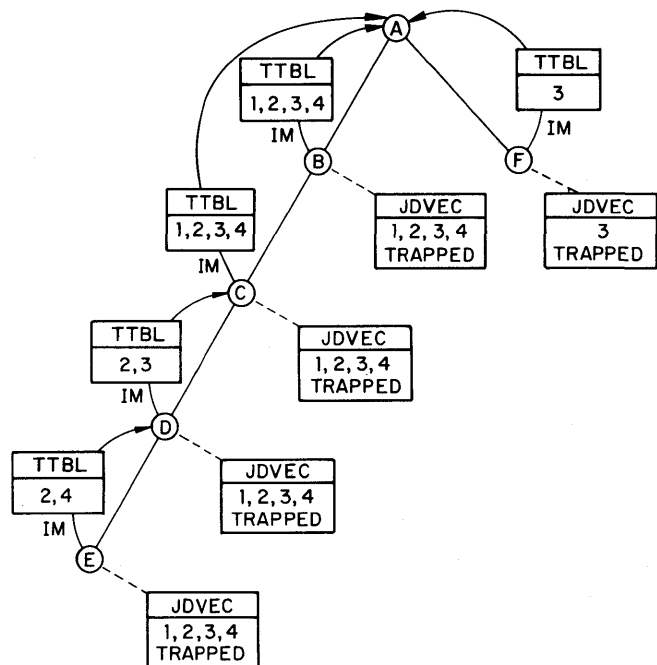 A
TTBL
1,2,3,4
IM
TTBL
3
IM
B
F
JDVEC
1,2,3,4
TRAPPED
JDVEC
3
TRAPPED
TTBL
1,2,3,4
IM
C
JDVEC
1,2,3,4
TRAPPED
TTBL
2,3
IM
D
JDVEC
1,2,3,4
TRAPPED
TTBL
2,4
IM
E
JDVEC
1,2,3,4
TRAPPED